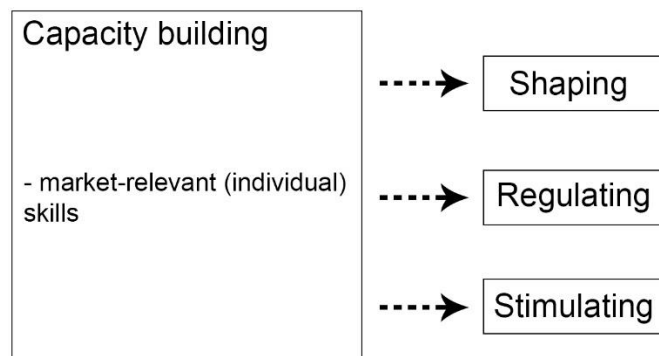 Capacity building
Shaping
- market-relevant (individual)
skills
Regulating
Stimulating